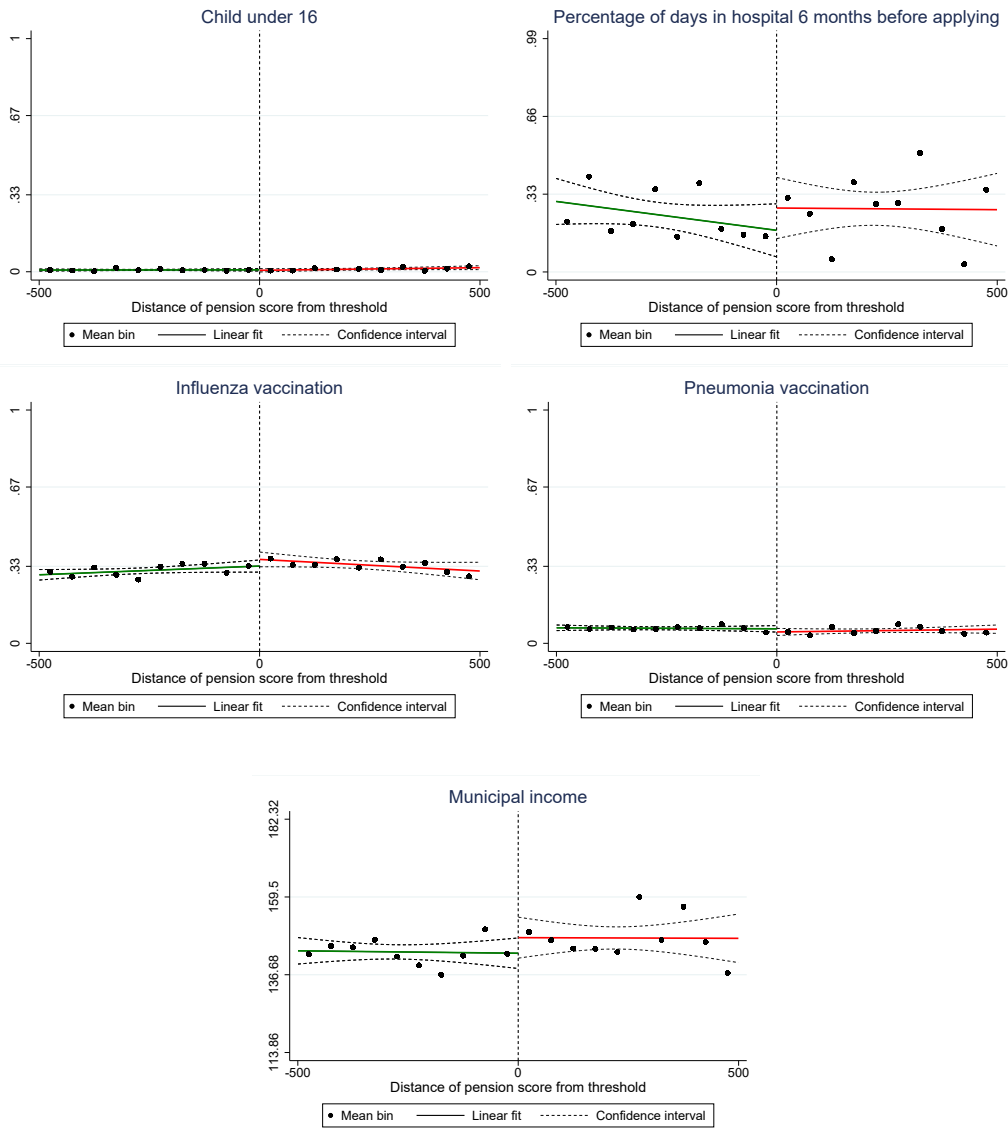 Child under 16
1
.67
.33
0
-500 0 500
Distance of pension score from threshold
Mean bin Linear fit Confidence interval
Percentage of days in hospital 6 months before applying
.99
.66
.33
0
-500 0 500
Distance of pension score from threshold
Mean bin Linear fit Confidence interval
Influenza vaccination
1
.67
.33
0
-500 0 500
Distance of pension score from threshold
Mean bin Linear fit Confidence interval
Pneumonia vaccination
1
.67
.33
0
-500 0 500
Distance of pension score from threshold
Mean bin Linear fit Confidence interval
Municipal income
182.32
159.5
136.68
113.86
-500 0 500
Distance of pension score from threshold
Mean bin Linear fit Confidence interval